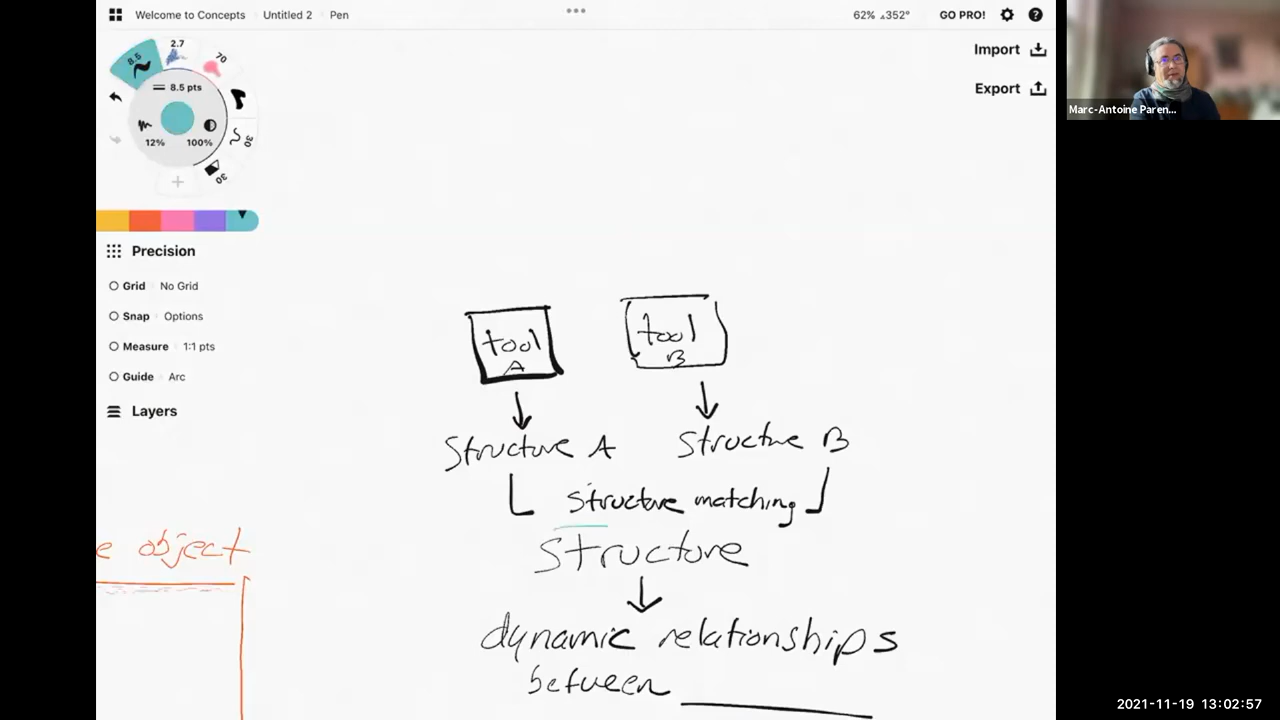 Welcome to Concepts Untitled 2 Pen
62% 352° GO PRO!
Import
Export
8.5
2.7
70
8.5 pts
12% 100%
30
30
Precision
Grid No Grid
Snap Options
Measure 1:1 pts
Guide Arc
Layers
Marc-Antoine Paren...
tool A
tool B
Structure A
Structure B
structure matching
e object
Structure
dynamic relationships
between
2021-11-19 13:02:57